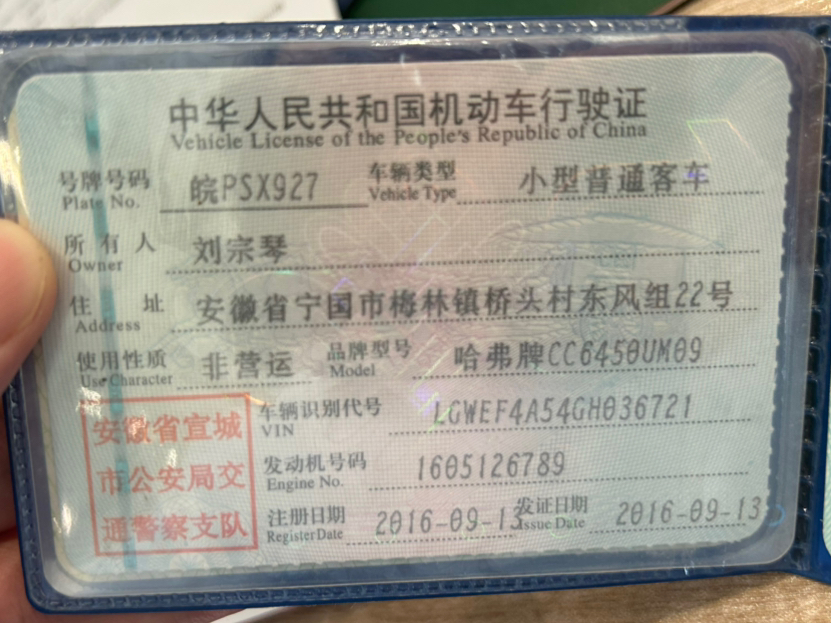 中华人民共和国机动车行驶证
Vehicle License of the People's Republic of China
号牌号码 皖PSX927 车辆类型 小型普通客车
Plate No. Vehicle Type
所有人 刘宗琴
Owner
住址 安徽省宁国市梅林镇桥头村东风组22号
Address
使用性质 非营运 品牌型号 哈弗牌CC6450UM09
Use Character Model
安徽省宣城 车辆识别代号 LGWEF4A54GH036721
VIN
市公安局交 发动机号码 1605126789
Engine No.
通警察支队 注册日期 2016-09-13 发证日期 2016-09-13
Register Date Issue Date